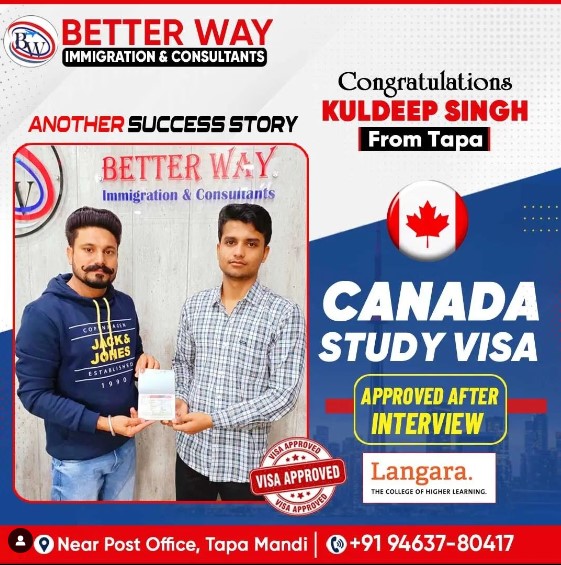 BW
BETTER WAY
IMMIGRATION & CONSULTANTS
Congratulations
KULDEEP SINGH
From Tapa
ANOTHER SUCCESS STORY
BETTER WAY
Immigration & Consultants
COPENHAGEN
JACK&
JONES
ESTABLISHED
1990
CANADA
STUDY VISA
APPROVED AFTER
INTERVIEW
VISA APPROVED
VISA APPROVED
VISA APPROVED
Langara.
THE COLLEGE OF HIGHER LEARNING.
Near Post Office, Tapa Mandi | +91 94637-80417